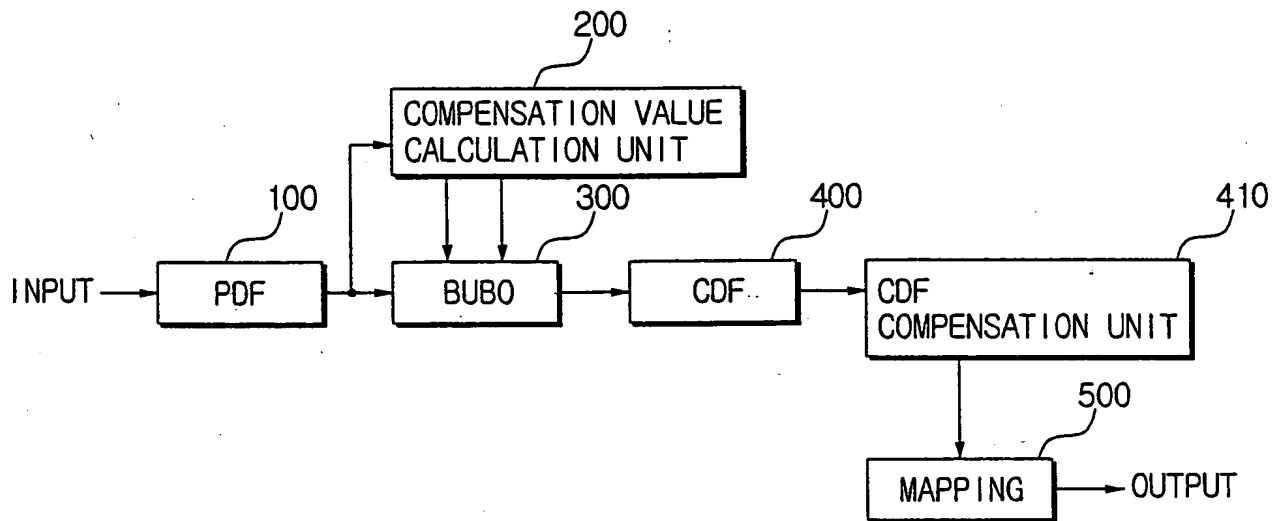 200
COMPENSATION VALUE
CALCULATION UNIT
100
300
400
410
INPUT
PDF
BUBO
CDF
CDF
COMPENSATION UNIT
500
MAPPING
OUTPUT